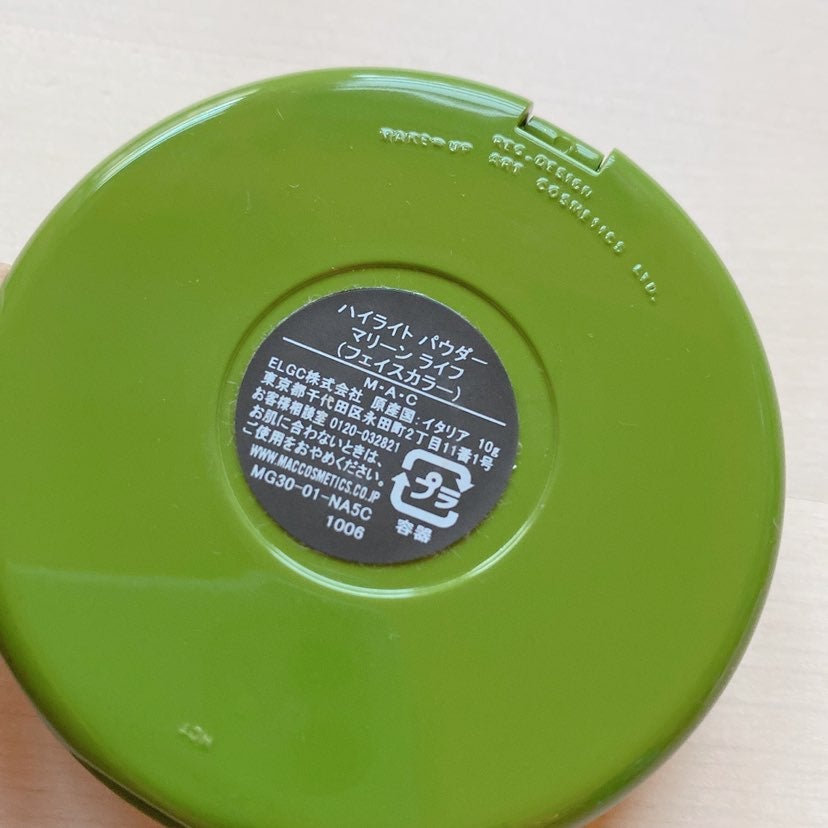 REG. DESIGN
MAKE-UP ART COSMETICS LTD.
ハイライト パウダー
マリーン ライフ
(フェイスカラー)
M・A・C
ELGC株式会社 原産国:イタリア 10g
東京都千代田区永田町2丁目11番1号
お客様相談室 0120-032821
お肌に合わないときは、
ご使用をおやめください。
WWW.MACCOSMETICS.CO.JP
MG30-01-NA5C
1006
プラ
容器